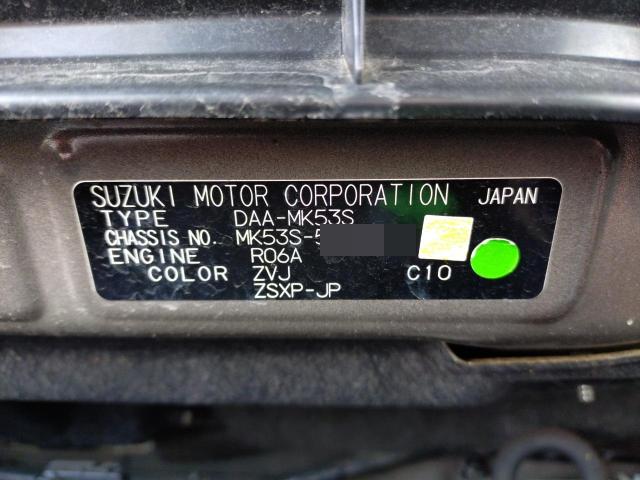 SUZUKI MOTOR CORPORATION JAPAN
TYPE DAA-MK53S
CHASSIS NO. MK53S-5
ENGINE R06A
COLOR ZVJ C10
ZSXP-JP